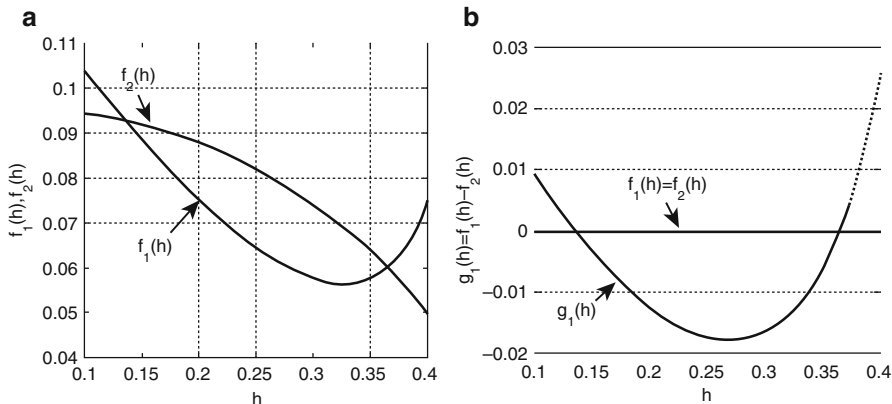 a
0.11
0.1
0.09
0.08
0.07
0.06
0.05
0.04
f₁(h),f₂(h)
f₂(h)
f₁(h)
0.1 0.15 0.2 0.25 0.3 0.35 0.4
h
b
0.03
0.02
0.01
0
−0.01
−0.02
g₁(h)=f₁(h)−f₂(h)
f₁(h)=f₂(h)
g₁(h)
0.1 0.15 0.2 0.25 0.3 0.35 0.4
h